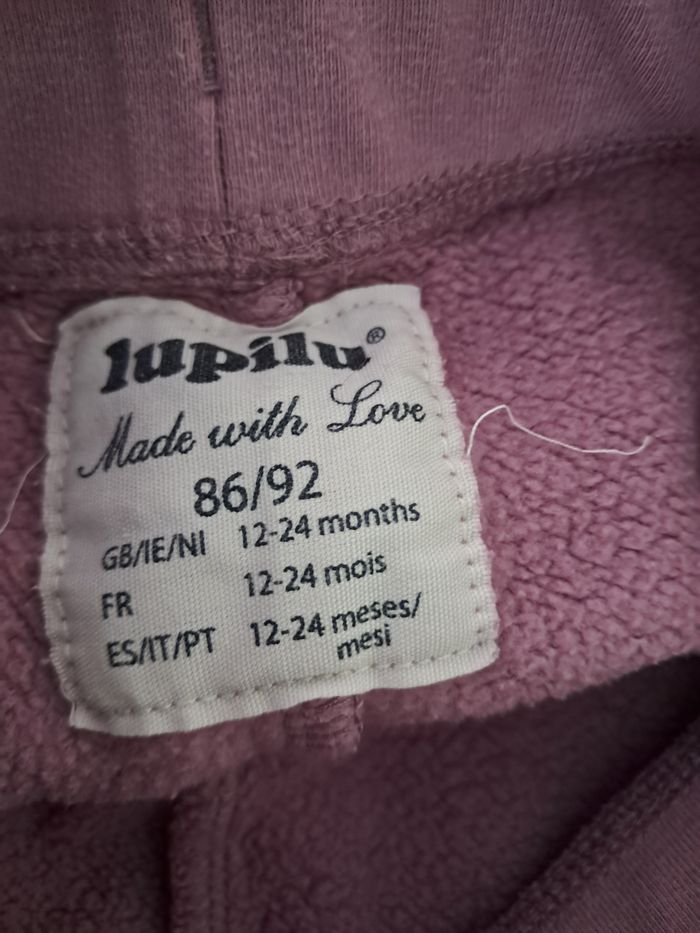 lupilu®
Made with Love
86/92
GB/IE/NI 12-24 months
FR 12-24 mois
ES/IT/PT 12-24 meses/
mesi